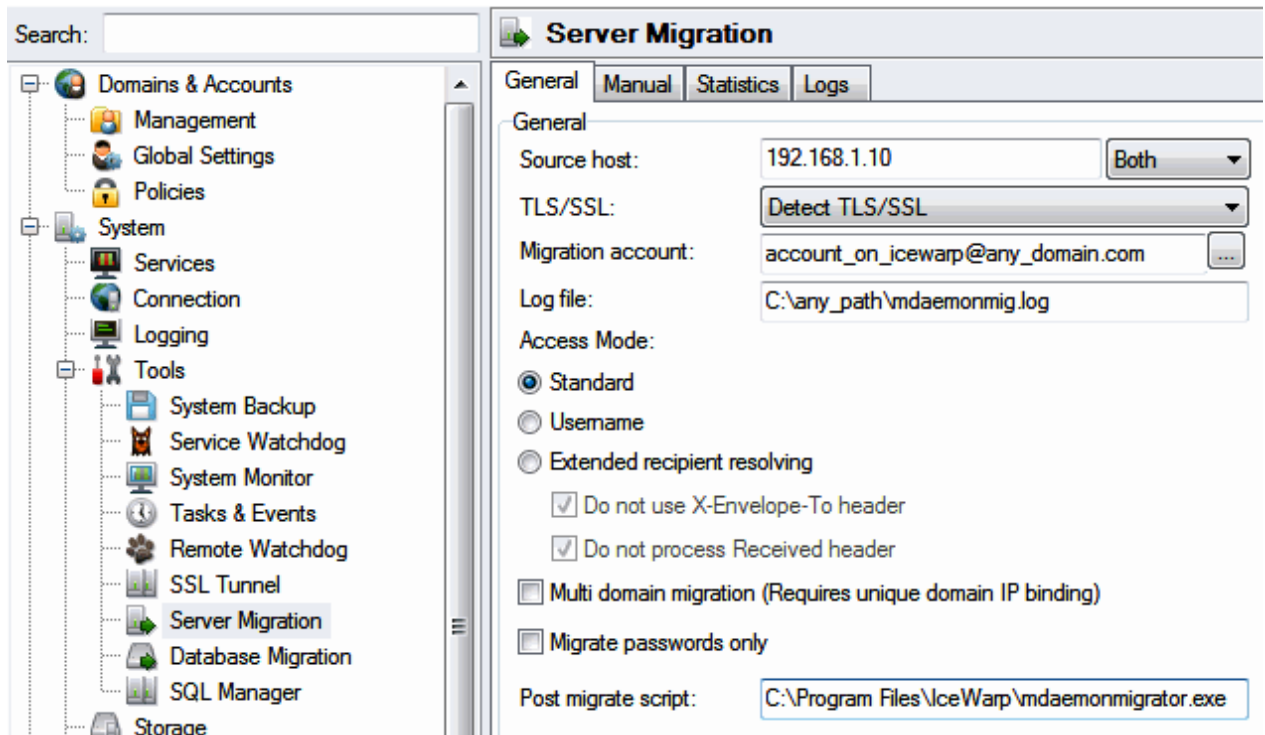 Search:
Domains & Accounts
Management
Global Settings
Policies
System
Services
Connection
Logging
Tools
System Backup
Service Watchdog
System Monitor
Tasks & Events
Remote Watchdog
SSL Tunnel
Server Migration
Database Migration
SQL Manager
Storage
Server Migration
General Manual Statistics Logs
General
Source host: 192.168.1.10 Both
TLS/SSL: Detect TLS/SSL
Migration account: account_on_icewarp@any_domain.com ...
Log file: C:\any_path\mdaemonmig.log
Access Mode:
Standard
Username
Extended recipient resolving
Do not use X-Envelope-To header
Do not process Received header
Multi domain migration (Requires unique domain IP binding)
Migrate passwords only
Post migrate script: C:\Program Files\IceWarp\mdaemonmigrator.exe